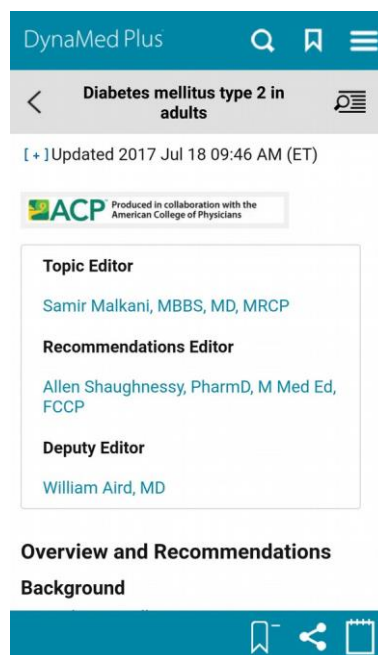 DynaMed Plus
Diabetes mellitus type 2 in
adults
[+] Updated 2017 Jul 18 09:46 AM (ET)
ACP Produced in collaboration with the
American College of Physicians
Topic Editor
Samir Malkani, MBBS, MD, MRCP
Recommendations Editor
Allen Shaughnessy, PharmD, M Med Ed,
FCCP
Deputy Editor
William Aird, MD
Overview and Recommendations
Background